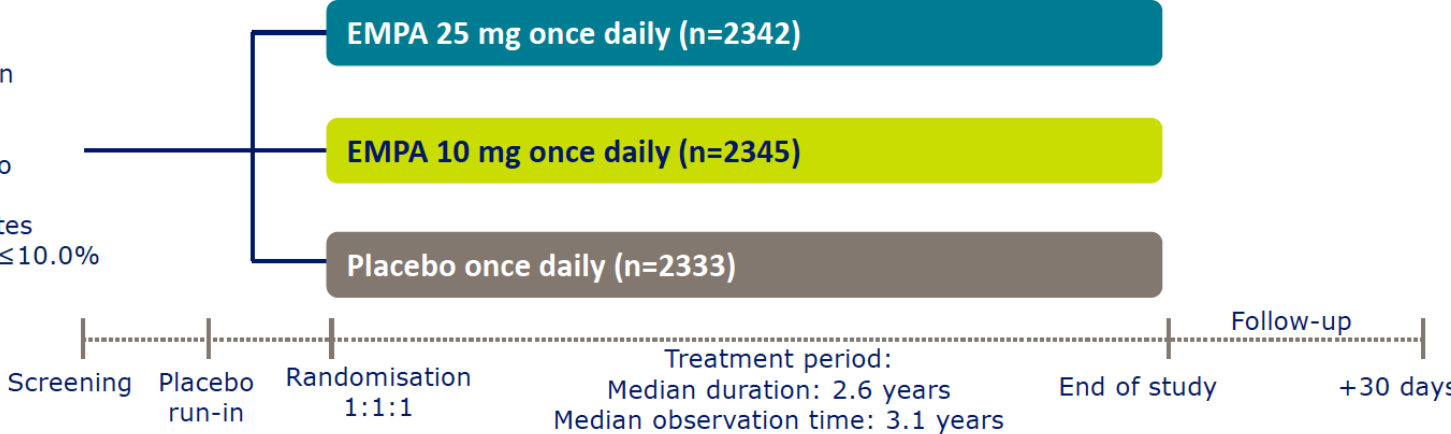 EMPA 25 mg once daily (n=2342)
EMPA 10 mg once daily (n=2345)
≤10.0%
Placebo once daily (n=2333)
Follow-up
Screening
Placebo
run-in
Randomisation
1:1:1
Treatment period:
Median duration: 2.6 years
Median observation time: 3.1 years
End of study
+30 days